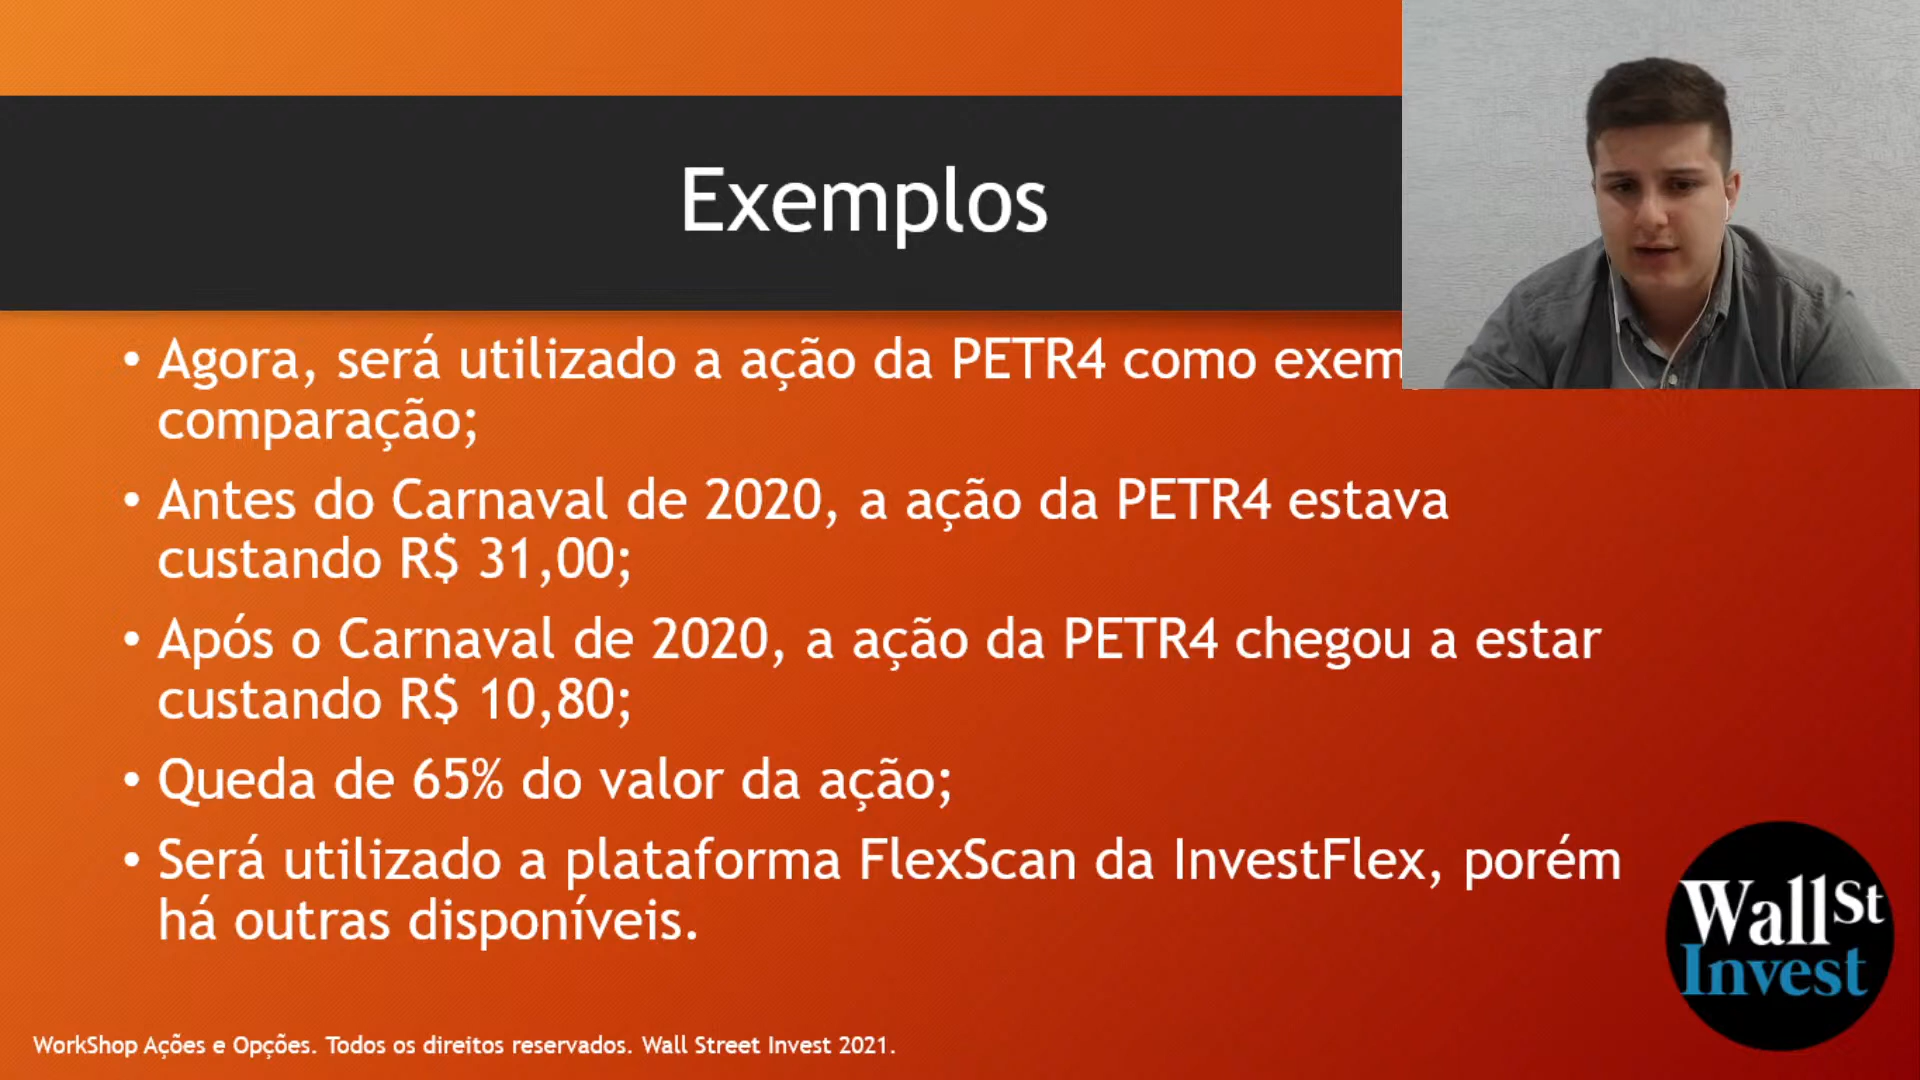 Exemplos
• Agora, será utilizado a ação da PETR4 como
comparação;
• Antes do Carnaval de 2020, a ação da PETR4 estava
custando R$ 31,00;
• Após o Carnaval de 2020, a ação da PETR4 chegou a estar
custando R$ 10,80;
• Queda de 65% do valor da ação;
• Será utilizado a plataforma FlexScan da InvestFlex, porém
há outras disponíveis.
WallSt
Invest
WorkShop Ações e Opções. Todos os direitos reservados. Wall Street Invest 2021.